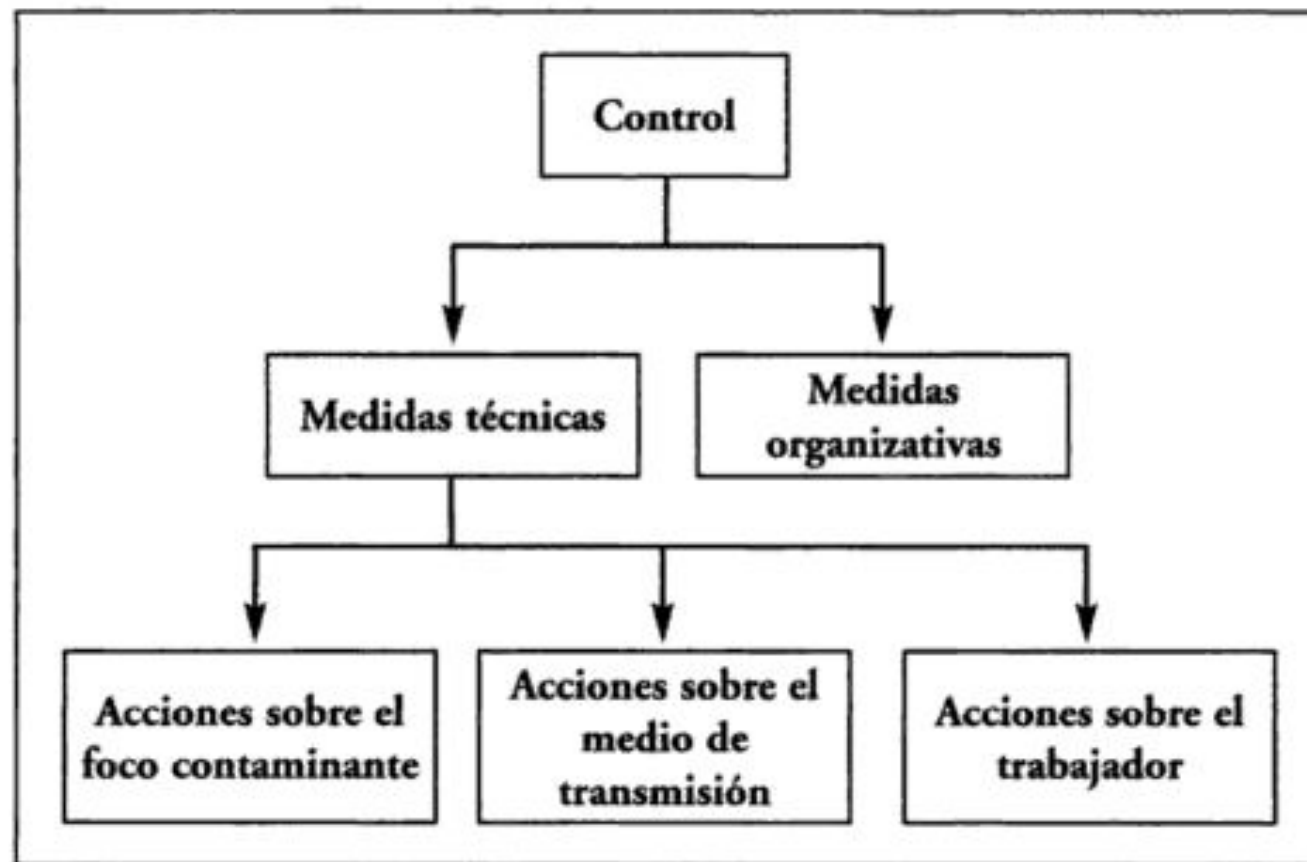 Control
Medidas técnicas
Medidas
organizativas
Acciones sobre el
foco contaminante
Acciones sobre el
medio de
transmisión
Acciones sobre el
trabajador